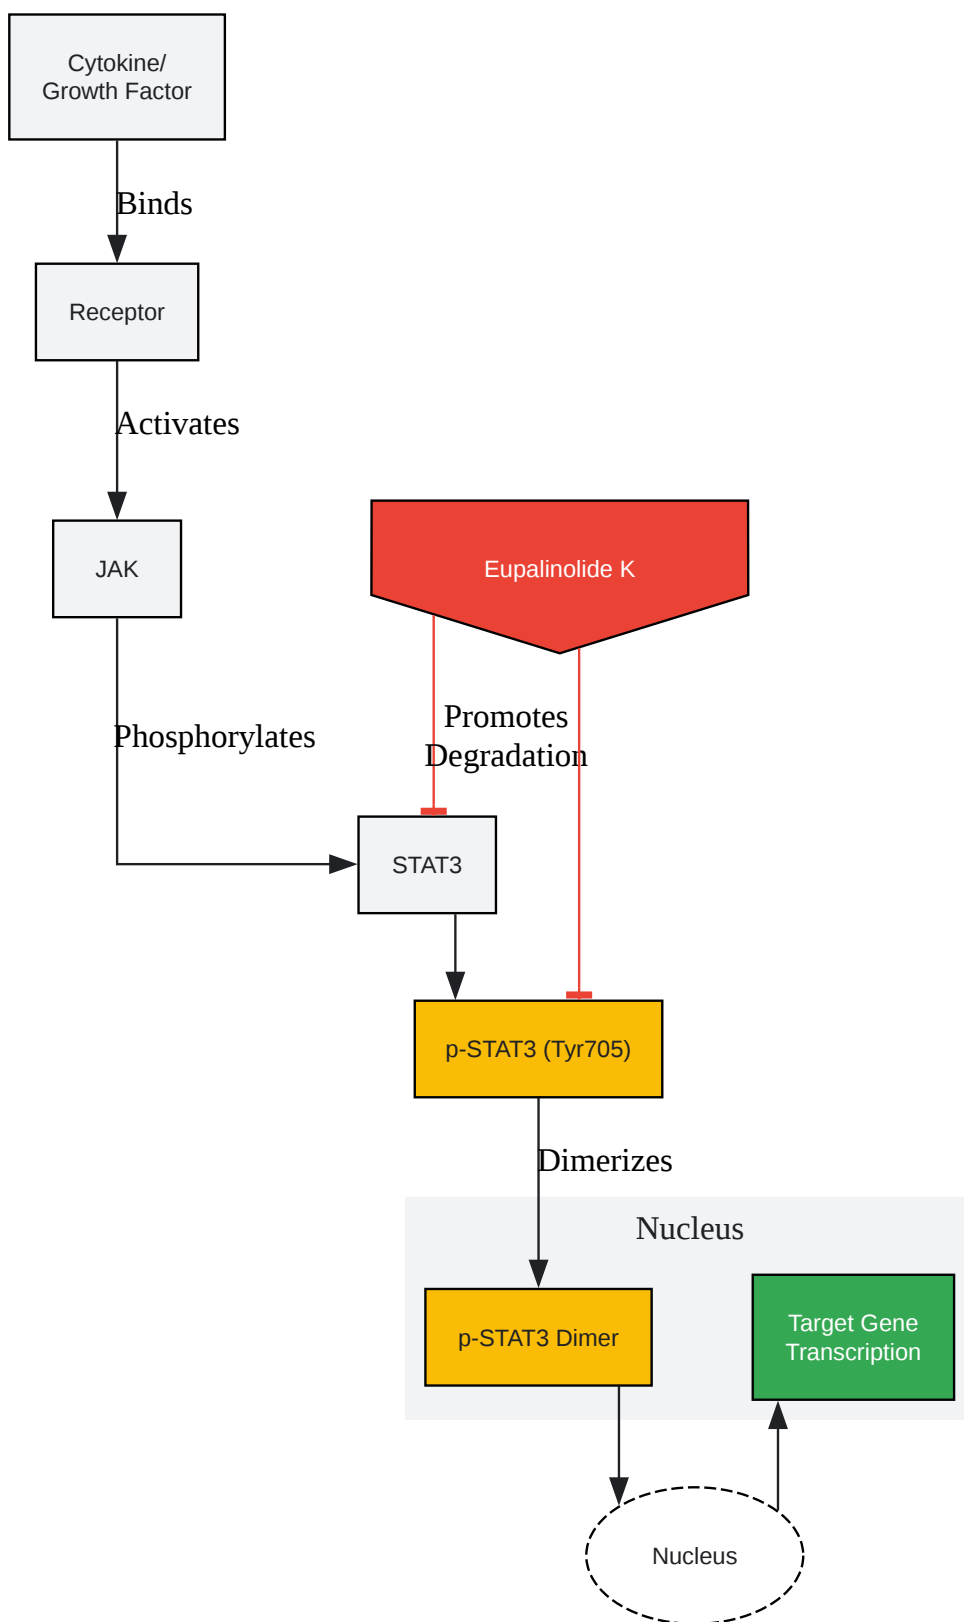 Cytokine/
Growth Factor
Binds
Receptor
Activates
JAK
Eupalinolide K
Phosphorylates
Promotes
Degradation
STAT3
p-STAT3 (Tyr705)
Dimerizes
Nucleus
p-STAT3 Dimer
Target Gene
Transcription
Nucleus